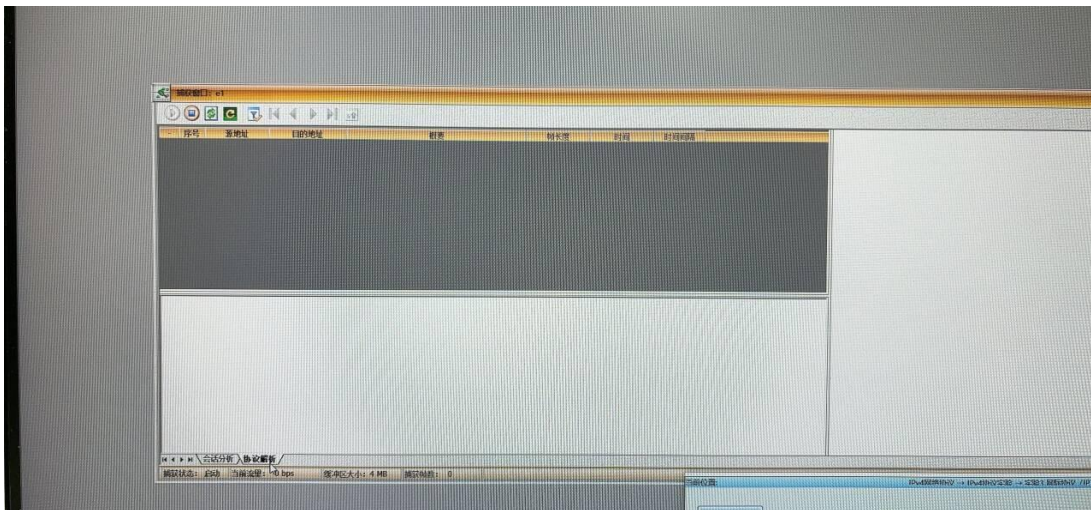 捕获窗口: e1
序号 源地址 目的地址 概要 帧长度 时间 时间间隔
会话分析 协议解析
捕获状态: 启动 当前流量: 0 bps 缓冲区大小: 4 MB 捕获帧数: 0
当前位置